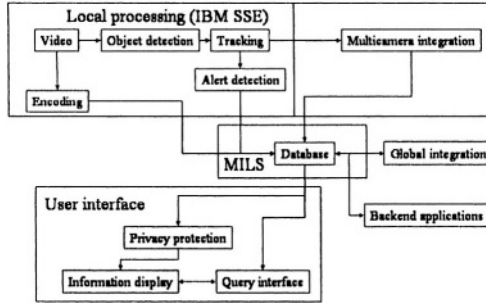 Local processing (IBM SSE)
Video
Object detection
Tracking
Multicamera integration
Alert detection
Encoding
Database
Global integration
MILS
User interface
Backend applications
Privacy protection
Information display
Query interface